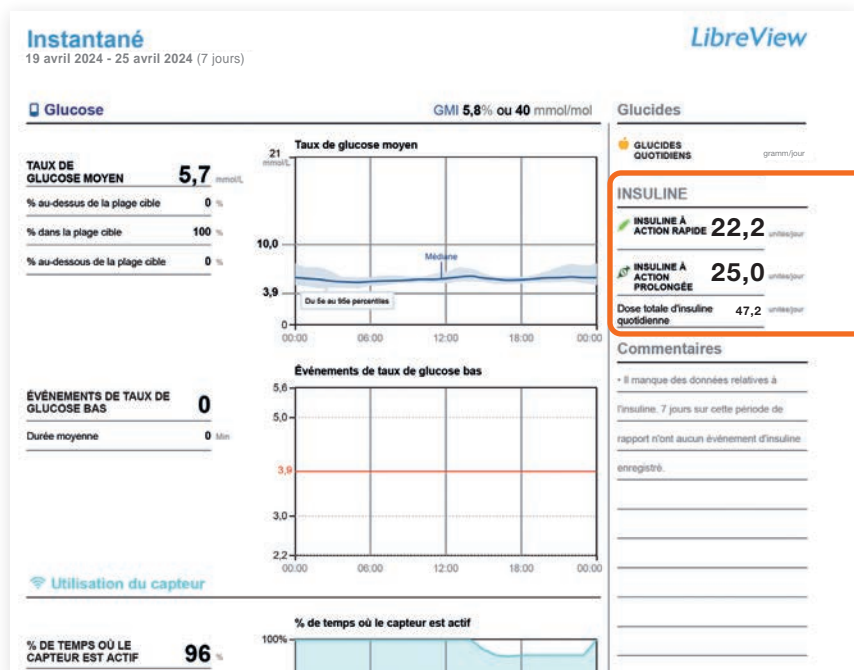 Instantané
19 avril 2024 - 25 avril 2024 (7 jours)
LibreView
Glucose
GMI 5,8% ou 40 mmol/mol
TAUX DE
GLUCOSE MOYEN
5,7 mmol/L
% au-dessus de la plage cible 0 %
% dans la plage cible 100 %
% au-dessous de la plage cible 0 %
Taux de glucose moyen
21
mmol/L
10,0
3,9
0
Médiane
Du 5e au 95e percentiles
00:00 06:00 12:00 18:00 00:00
Glucides
GLUCIDES
QUOTIDIENS
gramm/jour
INSULINE
INSULINE À
ACTION RAPIDE
22,2 unités/jour
INSULINE À
ACTION
PROLONGÉE
25,0 unités/jour
Dose totale d'insuline
quotidienne
47,2 unités/jour
Commentaires
• Il manque des données relatives à
l'insuline. 7 jours sur cette période de
rapport n'ont aucun événement d'insuline
enregistré.
ÉVÉNEMENTS DE TAUX DE
GLUCOSE BAS
0
Durée moyenne 0 Min
Événements de taux de glucose bas
5,6
5,0
3,9
3,0
2,2
00:00 06:00 12:00 18:00 00:00
Utilisation du capteur
% DE TEMPS OÙ LE
CAPTEUR EST ACTIF
96 %
% de temps où le capteur est actif
100%